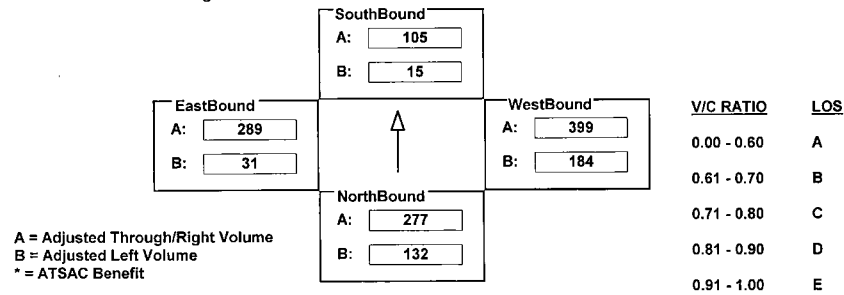 SouthBound
A: 105
B: 15
EastBound
A: 289
B: 31
WestBound
A: 399
B: 184
NorthBound
A: 277
B: 132
A = Adjusted Through/Right Volume
B = Adjusted Left Volume
* = ATSAC Benefit
V/C RATIO LOS
0.00 - 0.60 A
0.61 - 0.70 B
0.71 - 0.80 C
0.81 - 0.90 D
0.91 - 1.00 E